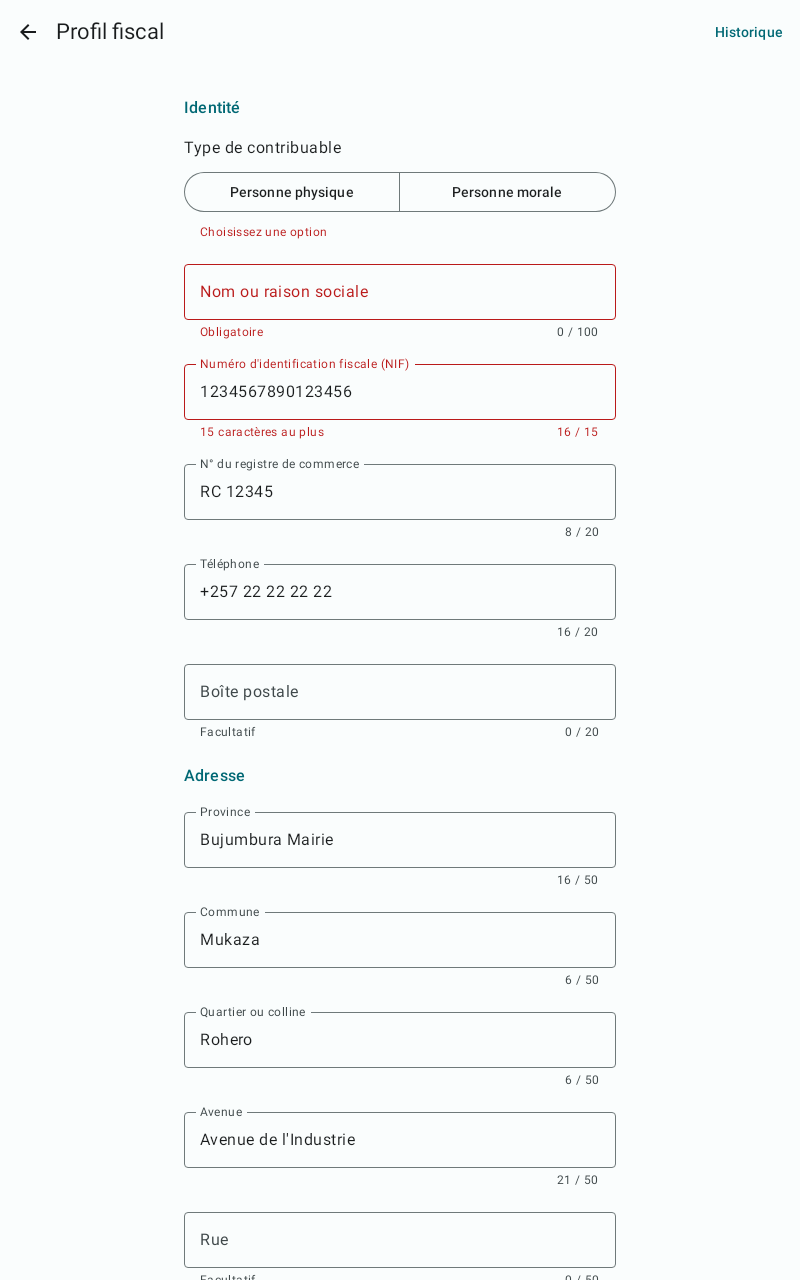 Profil fiscal
Historique
Identité
Type de contribuable
Personne physique
Personne morale
Choisissez une option
Nom ou raison sociale
Obligatoire
0 / 100
Numéro d'identification fiscale (NIF)
1234567890123456
15 caractères au plus
16 / 15
N° du registre de commerce
RC 12345
8 / 20
Téléphone
+257 22 22 22 22
16 / 20
Boîte postale
Facultatif
0 / 20
Adresse
Province
Bujumbura Mairie
16 / 50
Commune
Mukaza
6 / 50
Quartier ou colline
Rohero
6 / 50
Avenue
Avenue de l'Industrie
21 / 50
Rue
Facultatif
0 / 50